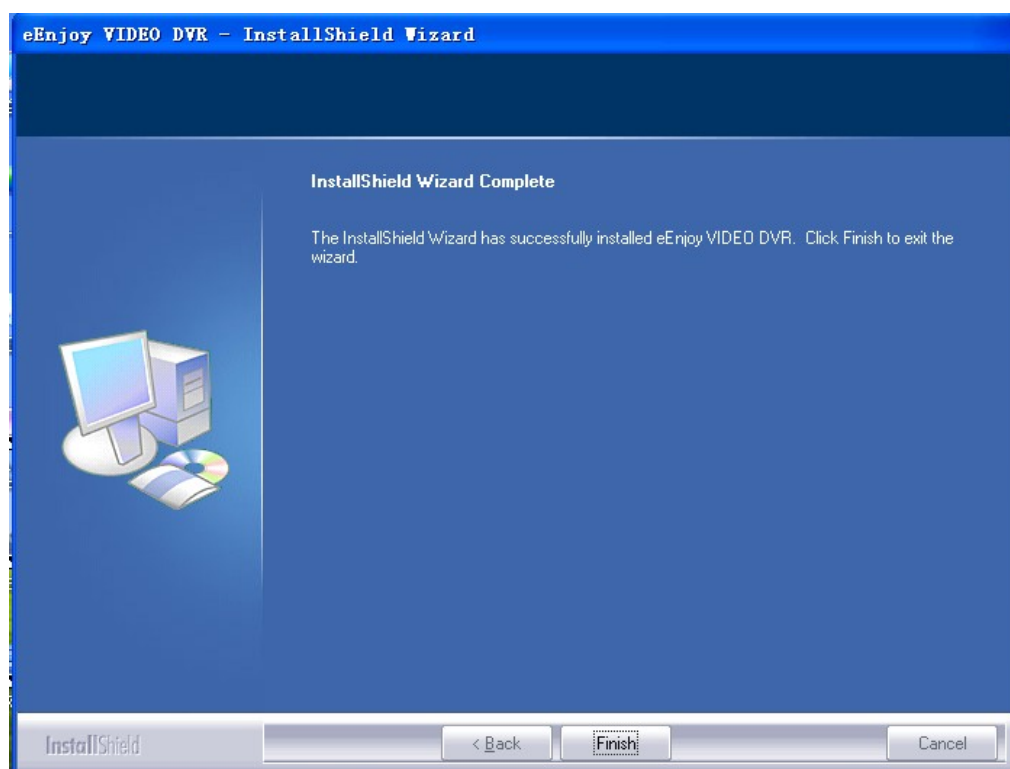 eEnjoy VIDEO DVR - InstallShield Wizard
InstallShield Wizard Complete
The InstallShield Wizard has successfully installed eEnjoy VIDEO DVR. Click Finish to exit the
wizard.
InstallShield
< Back
Finish
Cancel